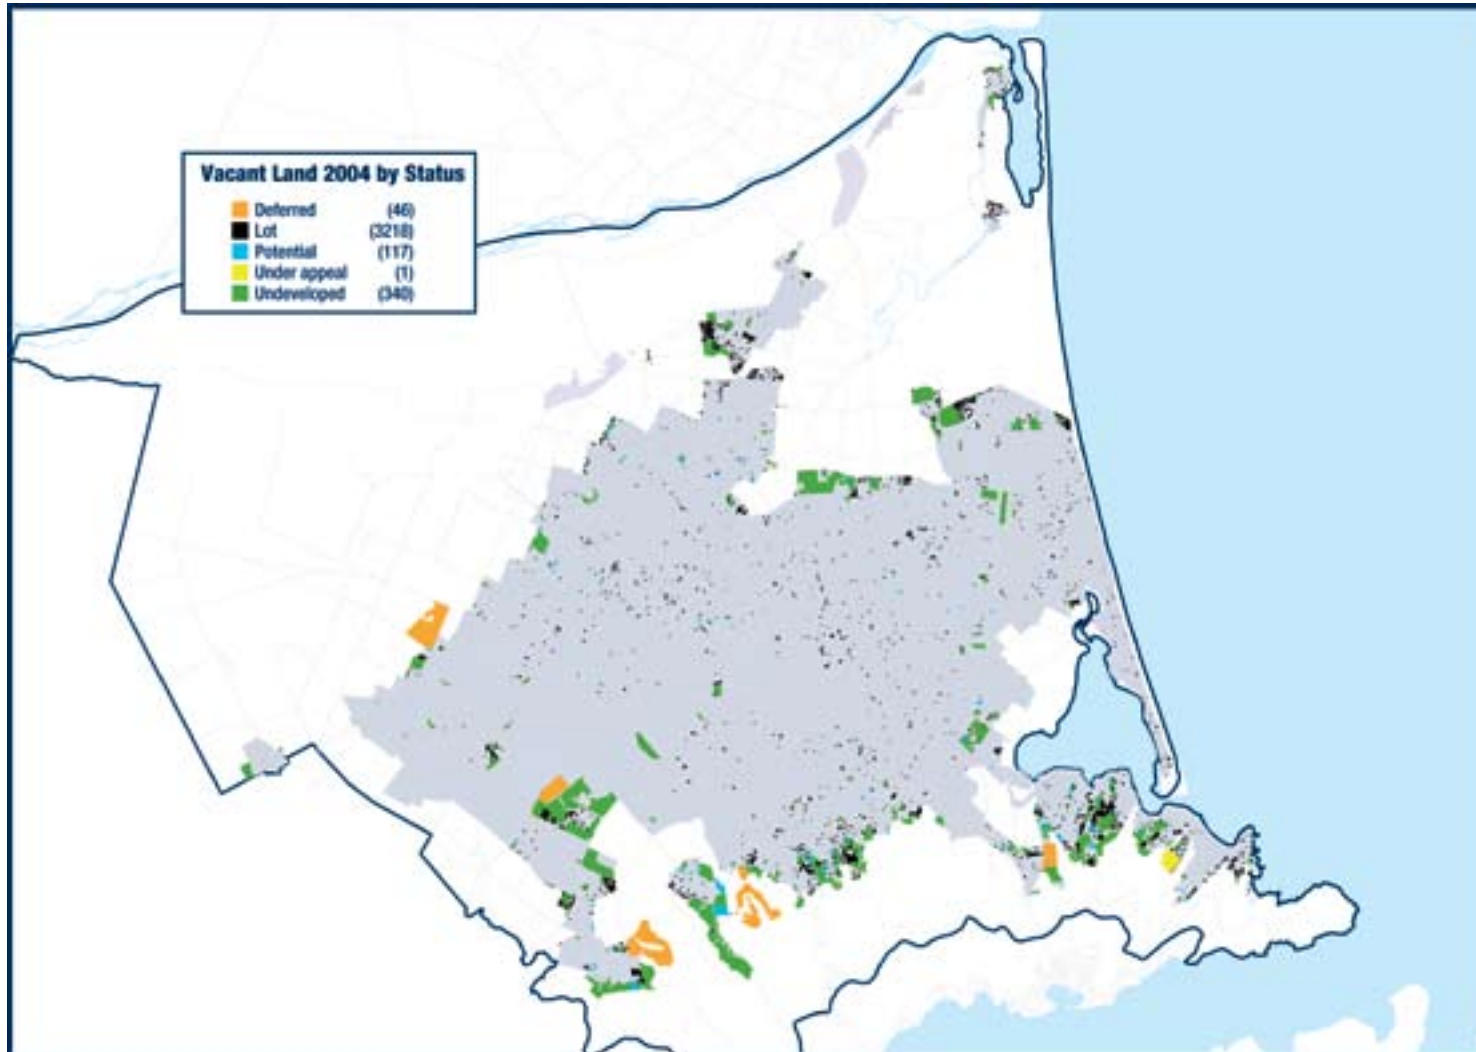 Vacant Land 2004 by Status
Deferred (46)
Lot (3218)
Potential (117)
Under appeal (1)
Undeveloped (340)